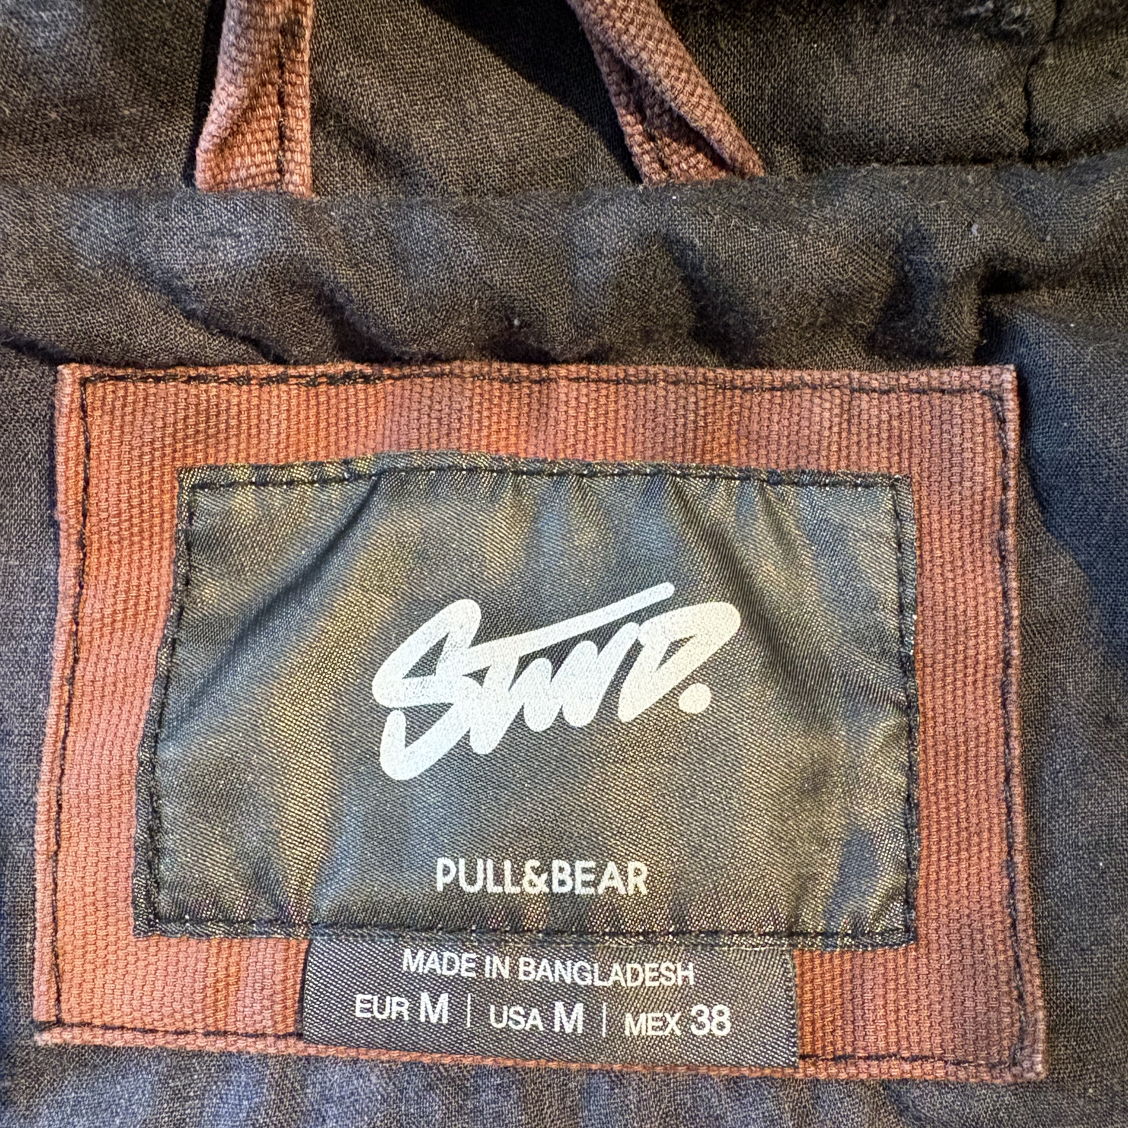 STWD.
PULL&BEAR
MADE IN BANGLADESH
EUR M | USA M | MEX 38